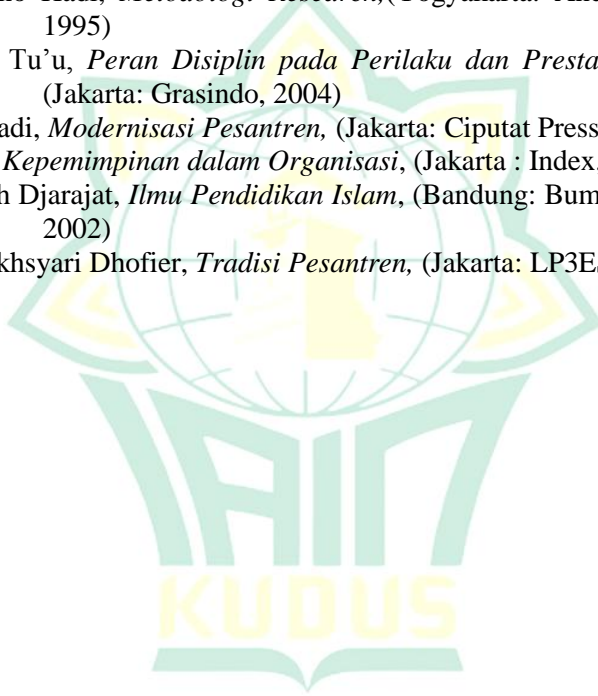 1995)
Tu’u, Peran Disiplin pada Perilaku dan Presta
(Jakarta: Grasindo, 2004)
adi, Modernisasi Pesantren, (Jakarta: Ciputat Press
Kepemimpinan dalam Organisasi, (Jakarta : Index.
h Djarajat, Ilmu Pendidikan Islam, (Bandung: Bum
2002)
khsyari Dhofier, Tradisi Pesantren, (Jakarta: LP3E
IAIN
KUDUS